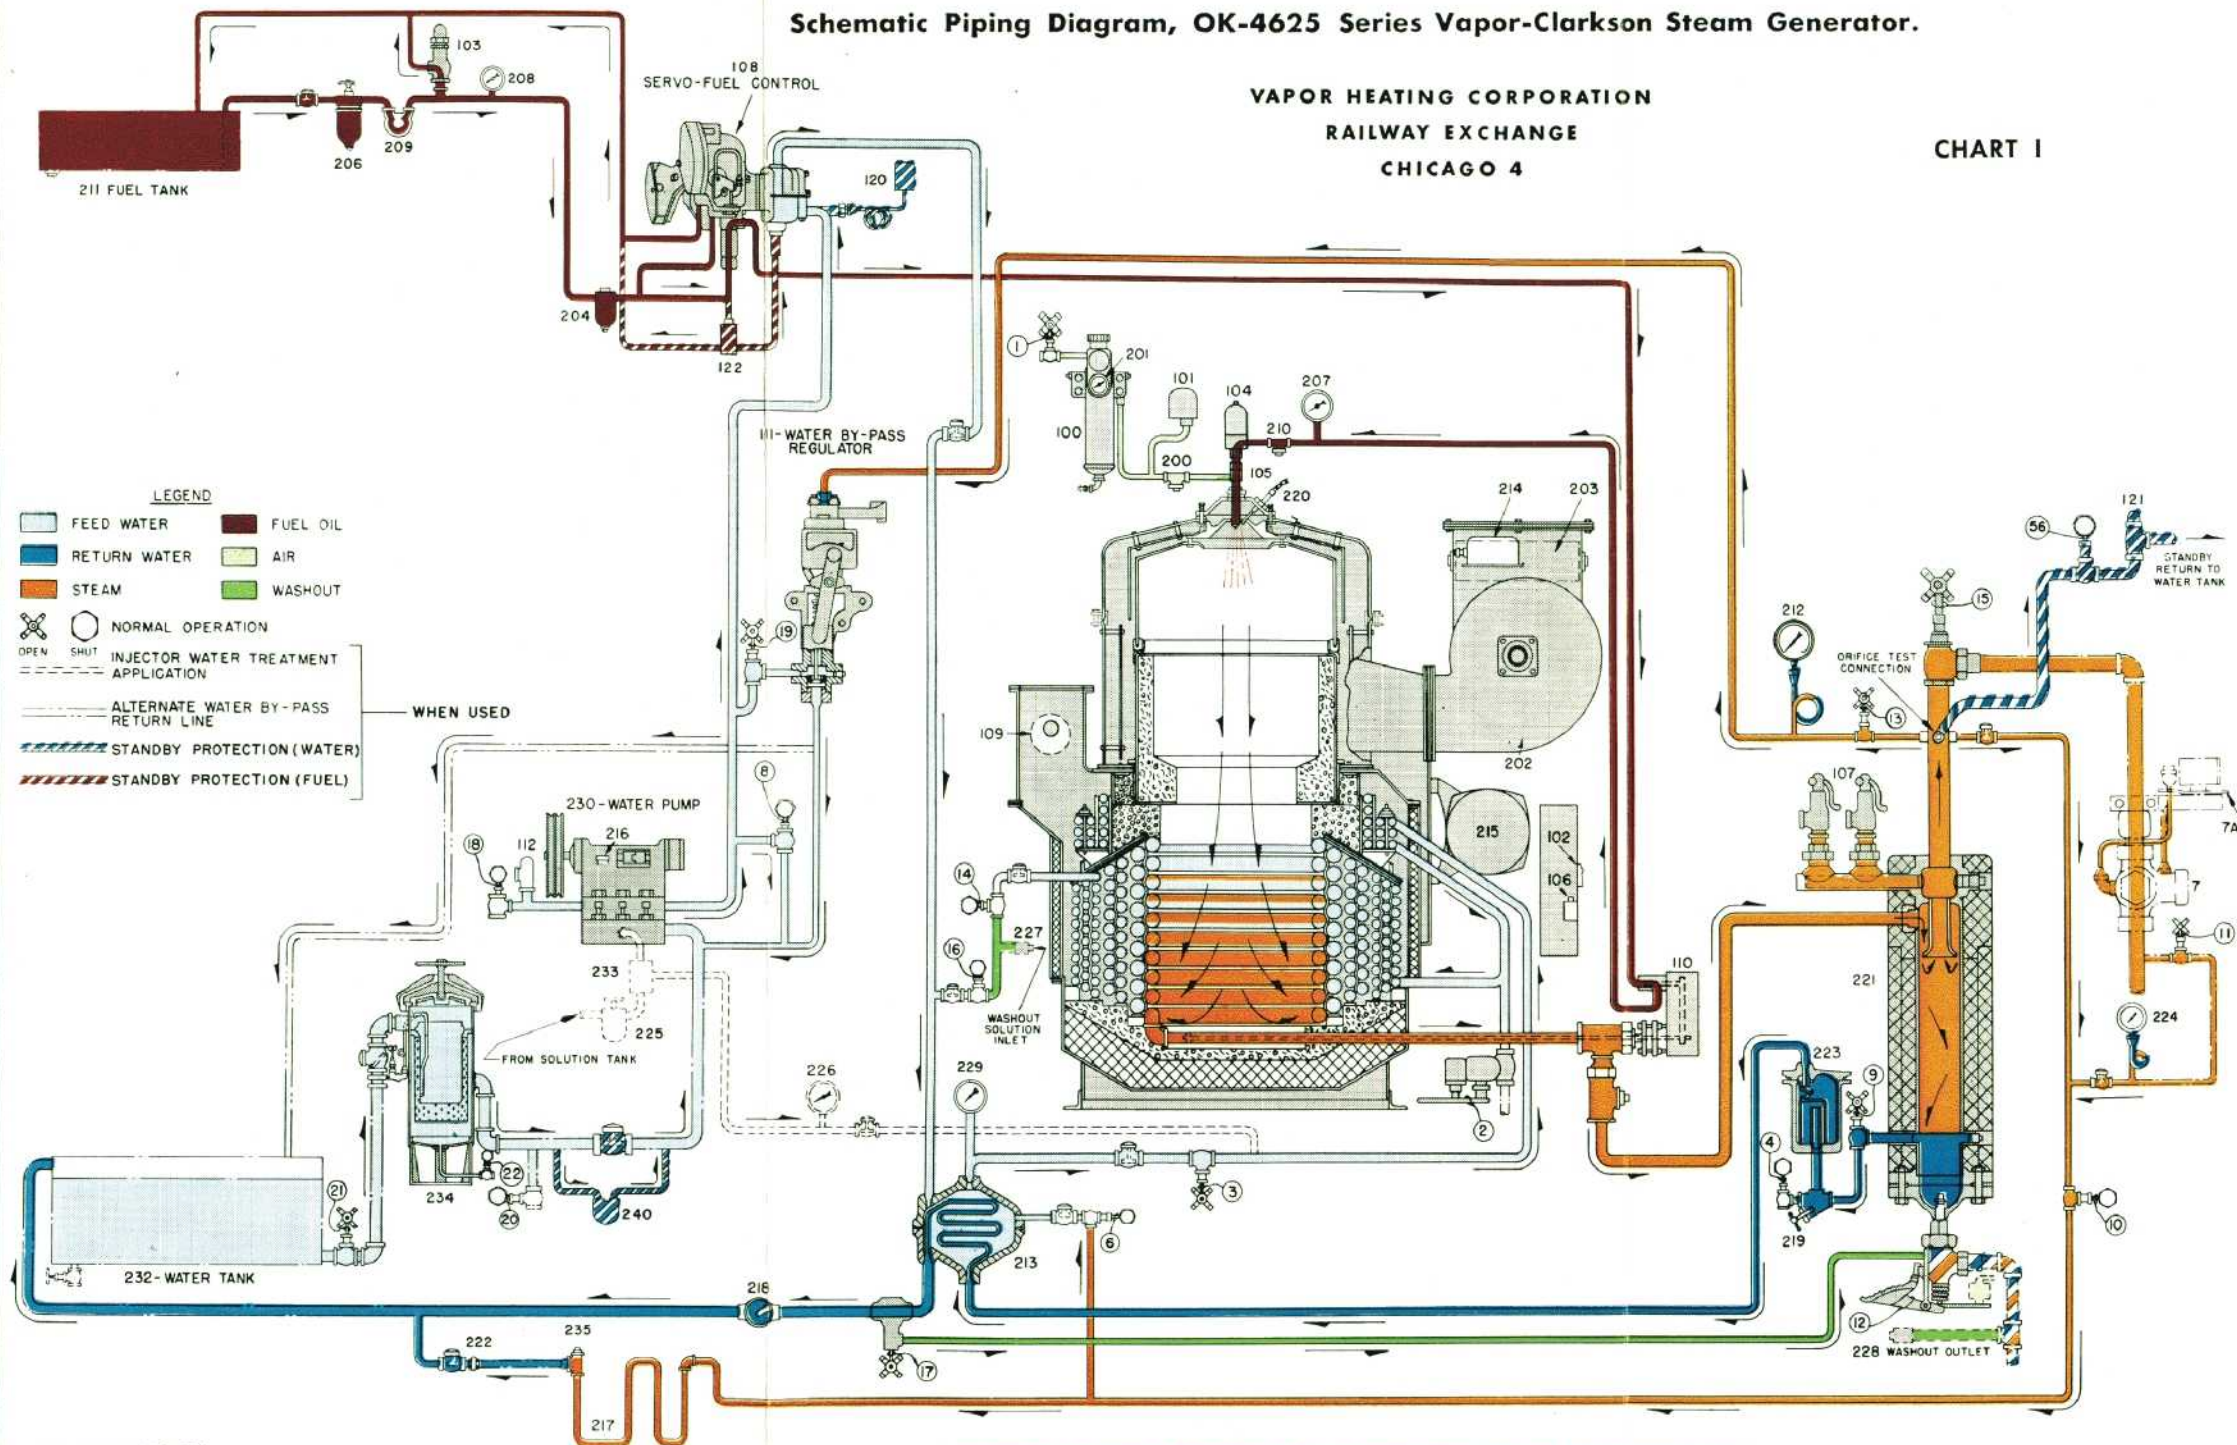 Schematic Piping Diagram, OK-4625 Series Vapor-Clarkson Steam Generator.
VAPOR HEATING CORPORATION
RAILWAY EXCHANGE
CHICAGO 4
CHART I
103
208
206
209
211 FUEL TANK
108
SERVO-FUEL CONTROL
120
204
122
1
201
101
104
207
100
200
210
105
220
111-WATER BY-PASS
REGULATOR
214
203
LEGEND
FEED WATER
FUEL OIL
RETURN WATER
AIR
STEAM
WASHOUT
OPEN
SHUT
NORMAL OPERATION
INJECTOR WATER TREATMENT
APPLICATION
ALTERNATE WATER BY-PASS
RETURN LINE
WHEN USED
STANDBY PROTECTION (WATER)
STANDBY PROTECTION (FUEL)
19
109
202
56
121
STANDBY
RETURN TO
WATER TANK
212
15
ORIFICE TEST
CONNECTION
13
107
7A
7
11
8
230-WATER PUMP
216
18
112
215
102
106
14
227
16
WASHOUT
SOLUTION
INLET
233
225
FROM SOLUTION TANK
110
221
224
226
229
2
223
9
4
219
3
22
234
20
240
21
232-WATER TANK
6
213
10
218
12
228 WASHOUT OUTLET
222
235
17
217